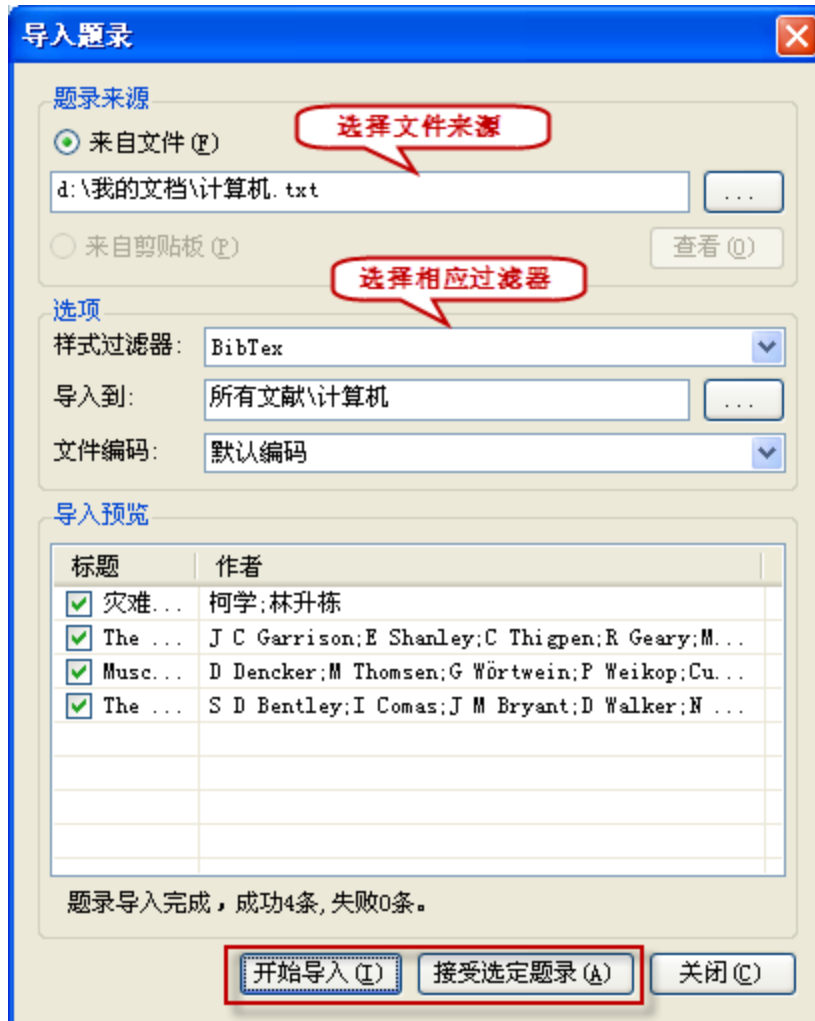 导入题录
题录来源
选择文件来源
来自文件(F)
d:\我的文档\计算机.txt
...
来自剪贴板(P)
查看(O)
选择相应过滤器
选项
样式过滤器:
BibTex
导入到:
所有文献\计算机
...
文件编码:
默认编码
导入预览
标题 作者
灾难... 柯学;林升栋
The ... J C Garrison;E Shanley;C Thigpen;R Geary;M...
Musc... D Dencker;M Thomsen;G Wörtwein;P Weikop;Cu...
The ... S D Bentley;I Comas;J M Bryant;D Walker;N ...
题录导入完成，成功4条,失败0条。
开始导入(I) 接受选定题录(A) 关闭(C)